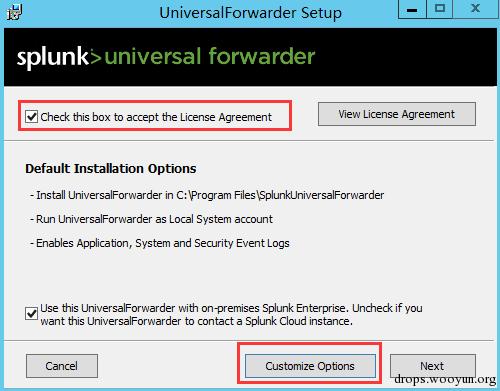 UniversalForwarder Setup
splunk> universal forwarder
Check this box to accept the License Agreement
View License Agreement
Default Installation Options
- Install UniversalForwarder in C:\Program Files\SplunkUniversalForwarder
- Run UniversalForwarder as Local System account
- Enables Application, System and Security Event Logs
Use this UniversalForwarder with on-premises Splunk Enterprise. Uncheck if you
want this UniversalForwarder to contact a Splunk Cloud instance.
Cancel
Customize Options
Next
drops.wooyun.org